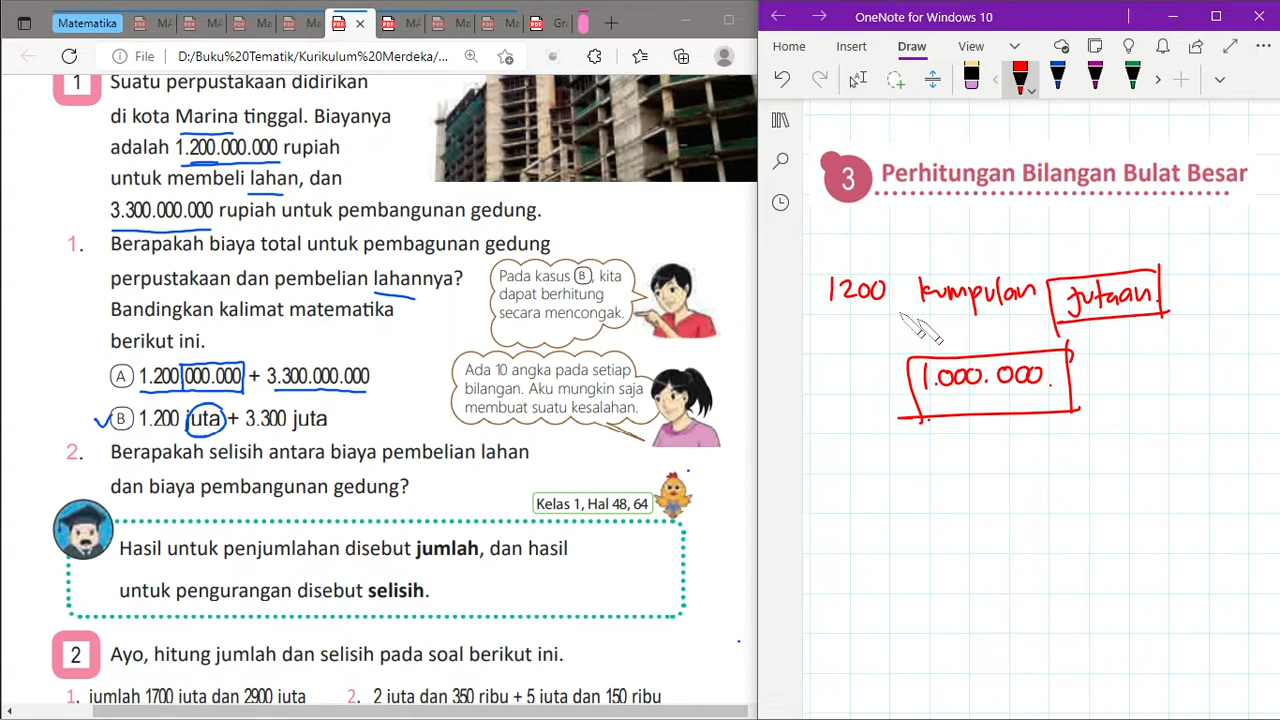 Matematika
OneNote for Windows 10
File
D:/Buku%20Tematik/Kurikulum%20Merdeka/...
Home Insert Draw View
1 Suatu perpustakaan didirikan
di kota Marina tinggal. Biayanya
adalah 1.200.000.000 rupiah
untuk membeli lahan, dan
3.300.000.000 rupiah untuk pembangunan gedung.
1. Berapakah biaya total untuk pembagunan gedung
perpustakaan dan pembelian lahannya?
Bandingkan kalimat matematika
berikut ini.
Pada kasus B, kita
dapat berhitung
secara mencongak.
A 1.200.000.000 + 3.300.000.000
B 1.200 juta + 3.300 juta
Ada 10 angka pada setiap
bilangan. Aku mungkin saja
membuat suatu kesalahan.
2. Berapakah selisih antara biaya pembelian lahan
dan biaya pembangunan gedung?
Kelas 1, Hal 48, 64
Hasil untuk penjumlahan disebut jumlah, dan hasil
untuk pengurangan disebut selisih.
2 Ayo, hitung jumlah dan selisih pada soal berikut ini.
1. jumlah 1700 juta dan 2900 juta
2. 2 juta dan 350 ribu + 5 juta dan 150 ribu
3 Perhitungan Bilangan Bulat Besar
1200 kumpulan jutaan.
1.000.000.